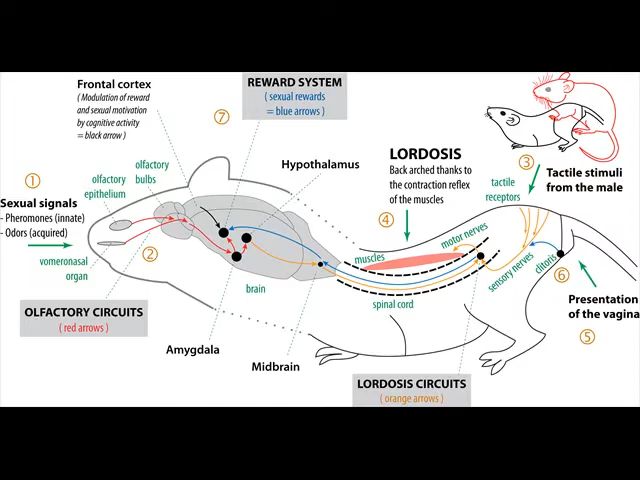 Frontal cortex
( Modulation of reward
and sexual motivation
by cognitive activity
= black arrow )
⑦
REWARD SYSTEM
( sexual rewards
= blue arrows )
Hypothalamus
LORDOSIS
Back arched thanks to
the contraction reflex
of the muscles
④
③
Tactile stimuli
from the male
tactile
receptors
①
Sexual signals
- Pheromones (innate)
- Odors (acquired)
olfactory
bulbs
olfactory
epithelium
②
vomeronasal
organ
OLFACTORY CIRCUITS
( red arrows )
brain
Amygdala
Midbrain
muscles
motor nerves
spinal cord
sensory nerves
clitoris
⑥
Presentation
of the vagina
⑤
LORDOSIS CIRCUITS
( orange arrows )